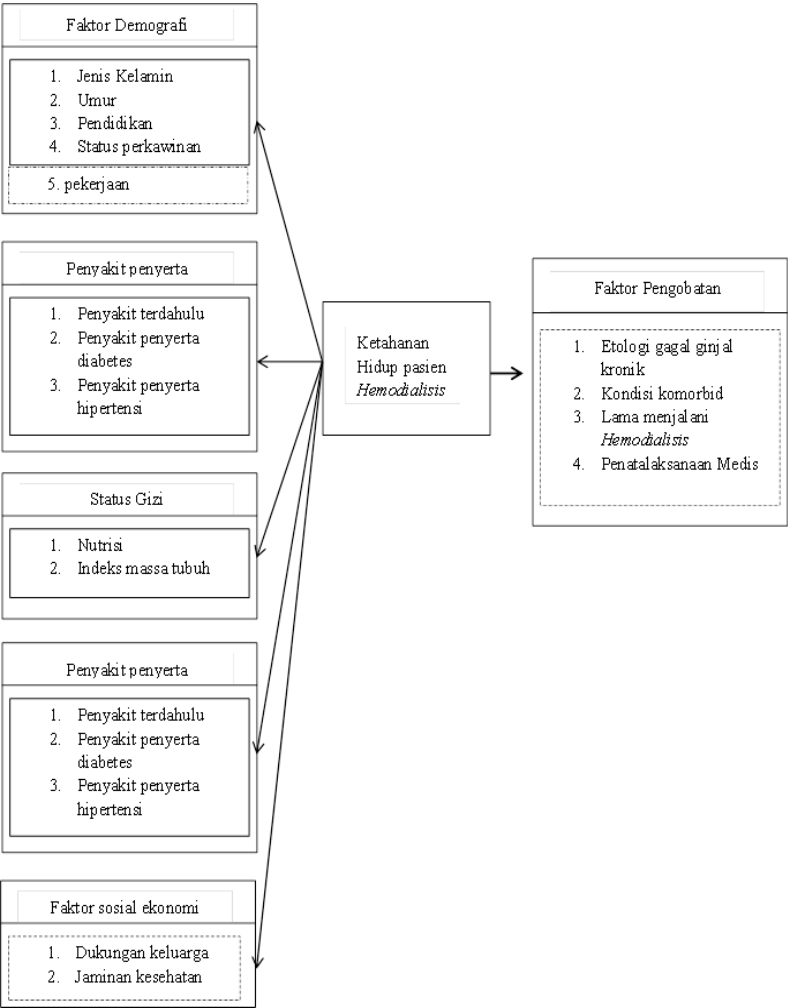 Faktor Demografi
1. Jenis Kelamin
2. Umur
3. Pendidikan
4. Status perkawinan
5. pekerjaan
Penyakit penyerta
1. Penyakit terdahulu
2. Penyakit penyerta
diabetes
3. Penyakit penyerta
hipertensi
Status Gizi
1. Nutrisi
2. Indeks massa tubuh
Penyakit penyerta
1. Penyakit terdahulu
2. Penyakit penyerta
diabetes
3. Penyakit penyerta
hipertensi
Faktor sosial ekonomi
1. Dukungan keluarga
2. Jaminan kesehatan
Ketahanan
Hidup pasien
Hemodialisis
Faktor Pengobatan
1. Etologi gagal ginjal
kronik
2. Kondisi komorbid
3. Lama menjalani
Hemodialisis
4. Penatalaksanaan Medis